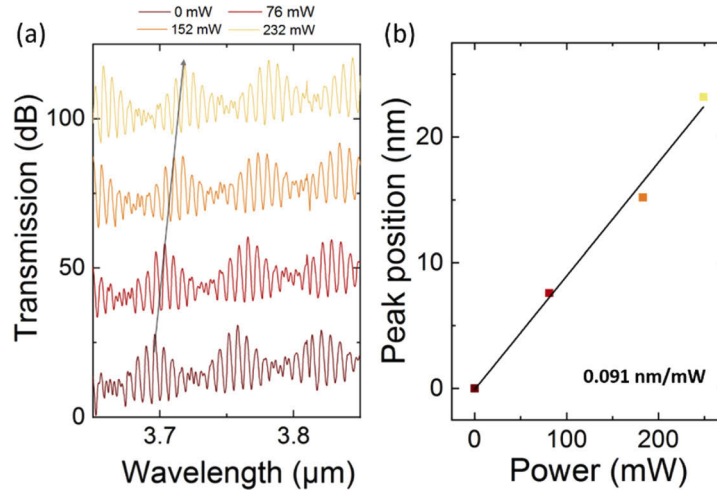 (a)
0 mW 76 mW
152 mW 232 mW
Transmission (dB)
100
50
0
3.7 3.8
Wavelength (µm)
(b)
Peak position (nm)
20
10
0
0.091 nm/mW
0 100 200
Power (mW)